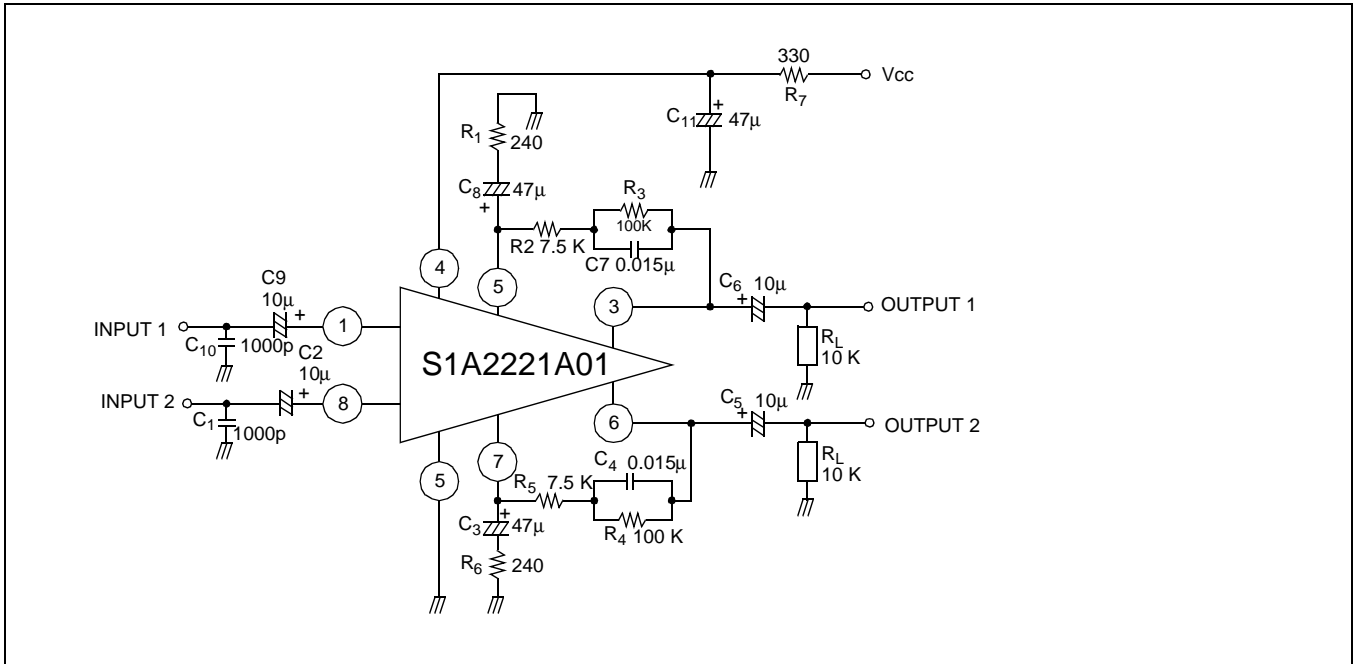 330
Vcc
R7
C11 + 47μ
R1 240
C8 47μ
+
R3
100K
R2 7.5 K
C7 0.015μ
4
5
C9
10μ
+
C6 10μ
+
3
OUTPUT 1
INPUT 1
1
C10 1000p
RL
10 K
S1A2221A01
C2
10μ
+
INPUT 2
8
C1 1000p
C5 10μ
+
6
OUTPUT 2
RL
10 K
7
5
C4 0.015μ
R5 7.5 K
+
C3 47μ
R4 100 K
R6 240